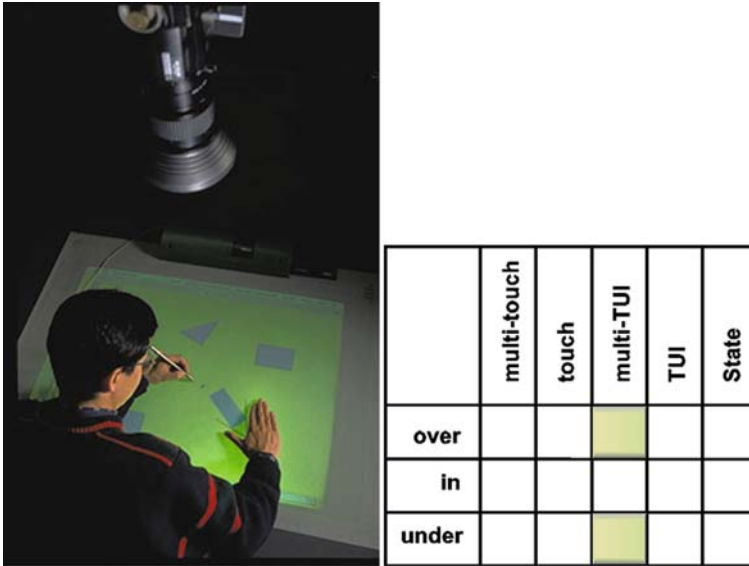 multi-touch
touch
multi-TUI
TUI
State
over
in
under